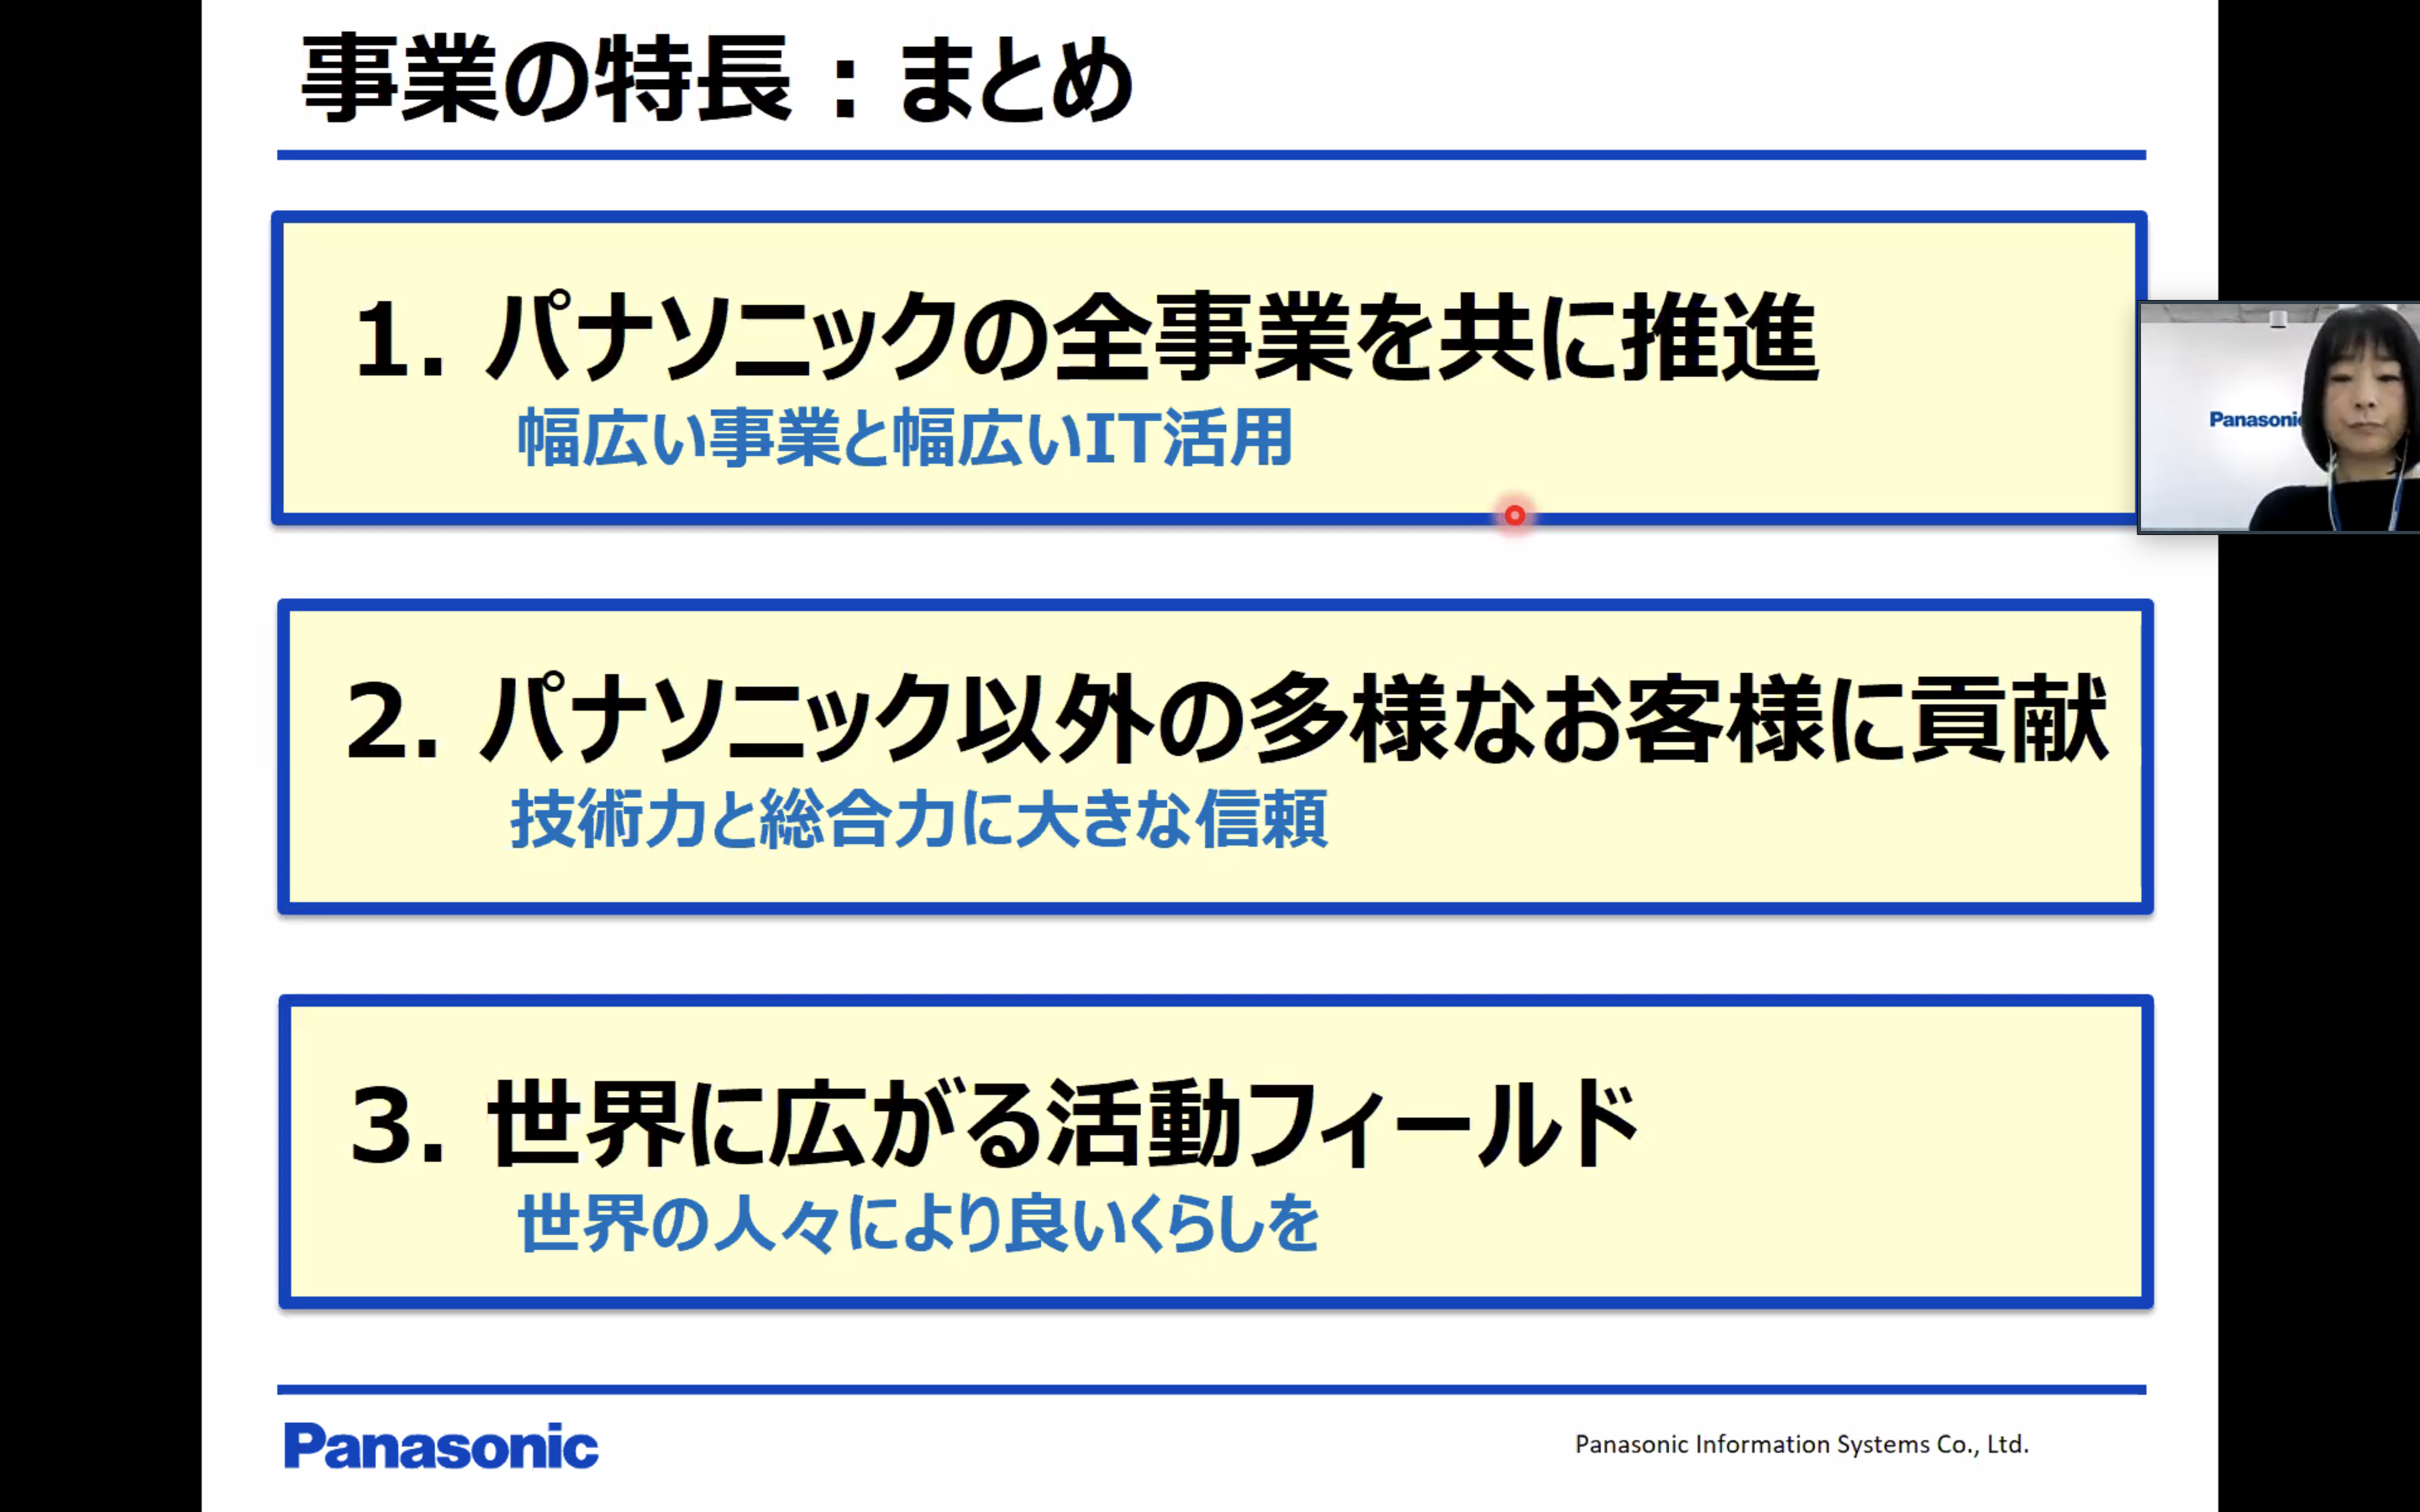 事業の特長：まとめ
1. パナソニックの全事業を共に推進
幅広い事業と幅広いIT活用
Panasonic
2. パナソニック以外の多様なお客様に貢献
技術力と総合力に大きな信頼
3. 世界に広がる活動フィールド
世界の人々により良いくらしを
Panasonic
Panasonic Information Systems Co., Ltd.